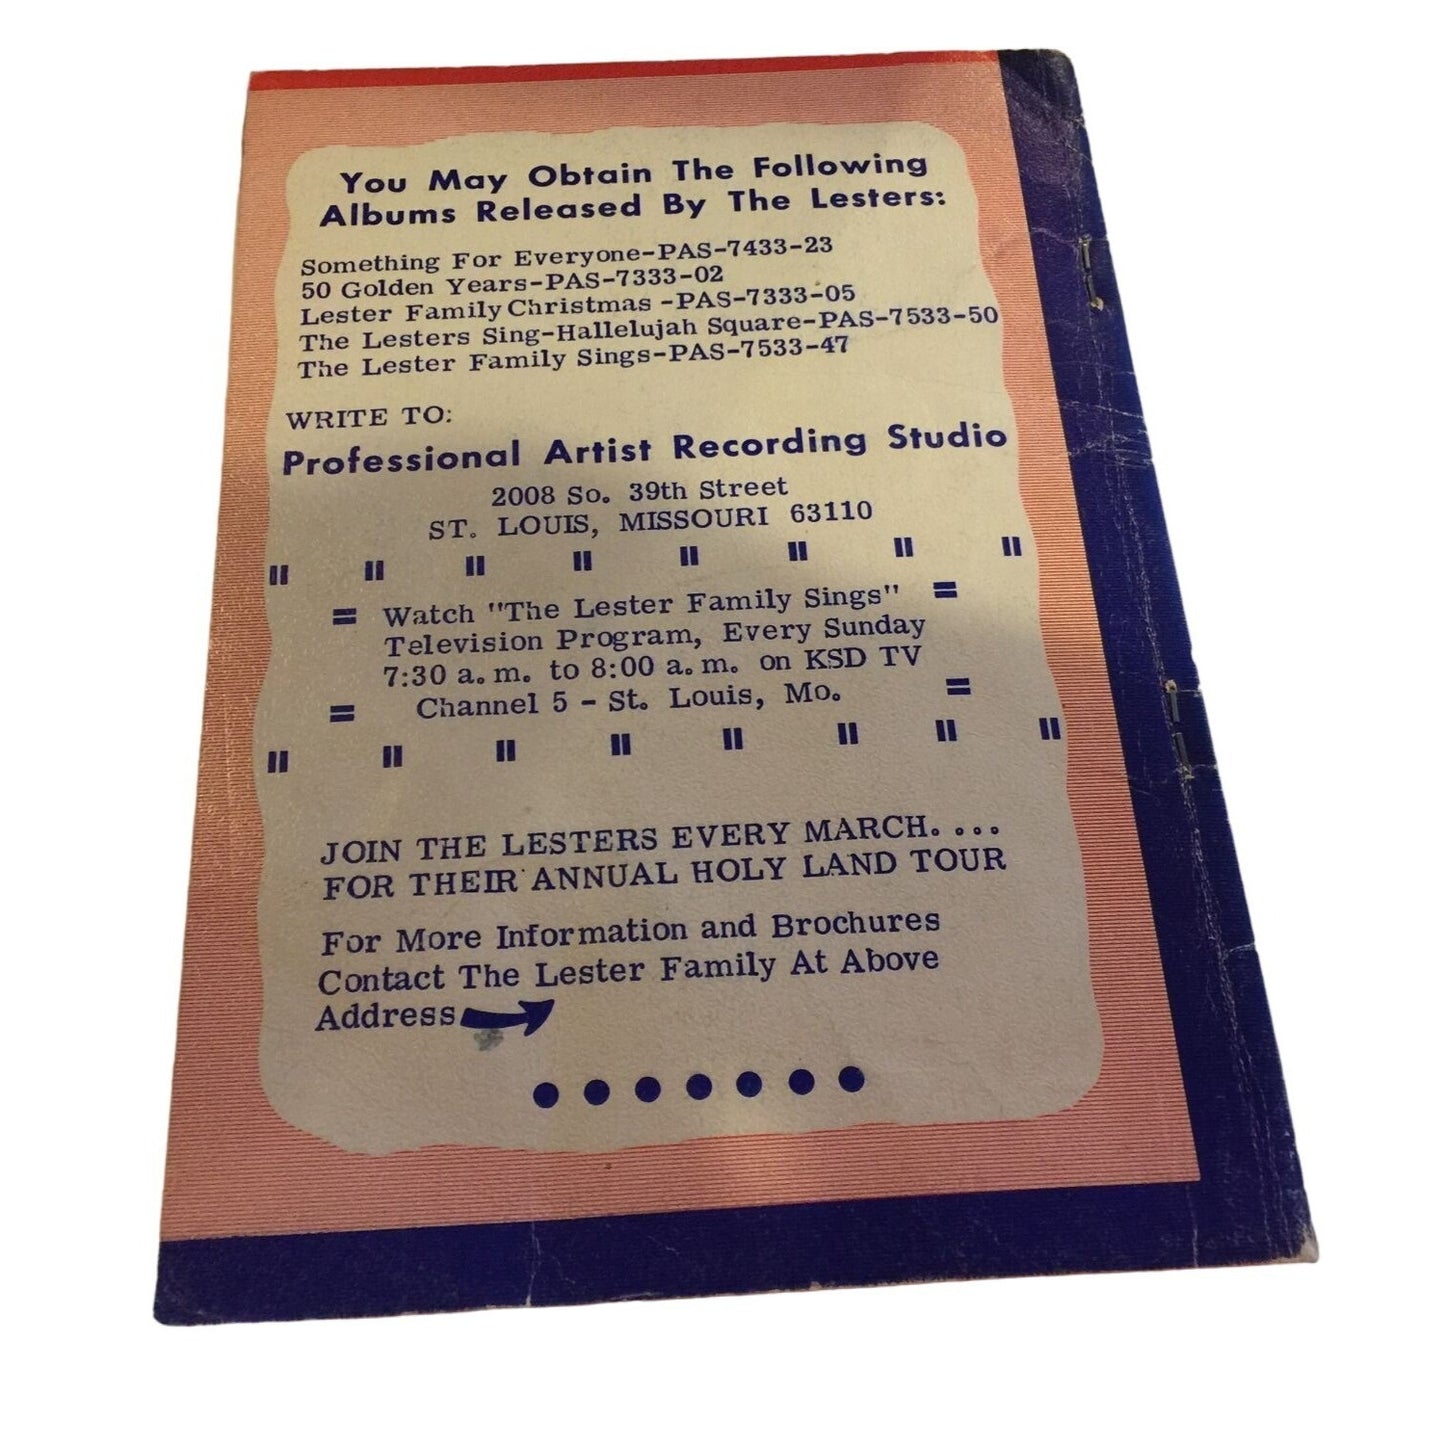 You May Obtain The Following
Albums Released By The Lesters:
Something For Everyone-PAS-7433-23
50 Golden Years-PAS-7333-02
Lester Family Christmas -PAS-7333-05
The Lesters Sing-Hallelujah Square-PAS-7533-50
The Lester Family Sings-PAS-7533-47
WRITE TO:
Professional Artist Recording Studio
2008 So. 39th Street
ST. LOUIS, MISSOURI 63110
" " " " " " " "
= Watch "The Lester Family Sings" =
Television Program, Every Sunday
7:30 a.m. to 8:00 a.m. on KSD TV
= Channel 5 - St. Louis, Mo. =
" " " " " " " "
JOIN THE LESTERS EVERY MARCH....
FOR THEIR ANNUAL HOLY LAND TOUR
For More Information and Brochures
Contact The Lester Family At Above
Address